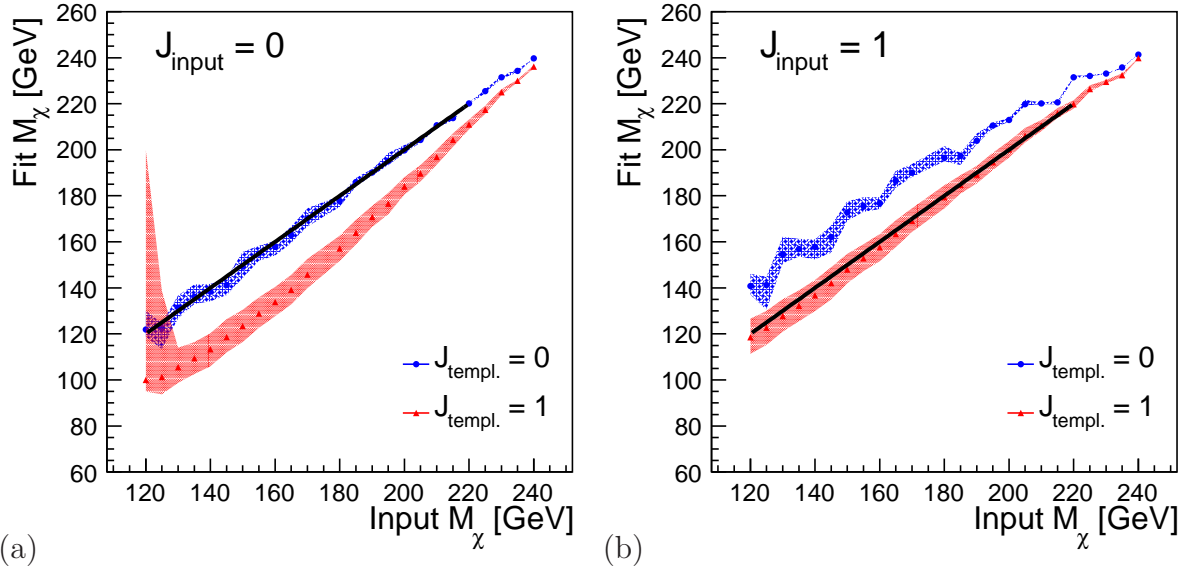 J_input = 0
Fit M_χ [GeV]
260
240
220
200
180
160
140
120
100
80
60
J_templ. = 0
J_templ. = 1
120 140 160 180 200 220 240
Input M_χ [GeV]
(a)
J_input = 1
Fit M_χ [GeV]
260
240
220
200
180
160
140
120
100
80
60
J_templ. = 0
J_templ. = 1
120 140 160 180 200 220 240
Input M_χ [GeV]
(b)